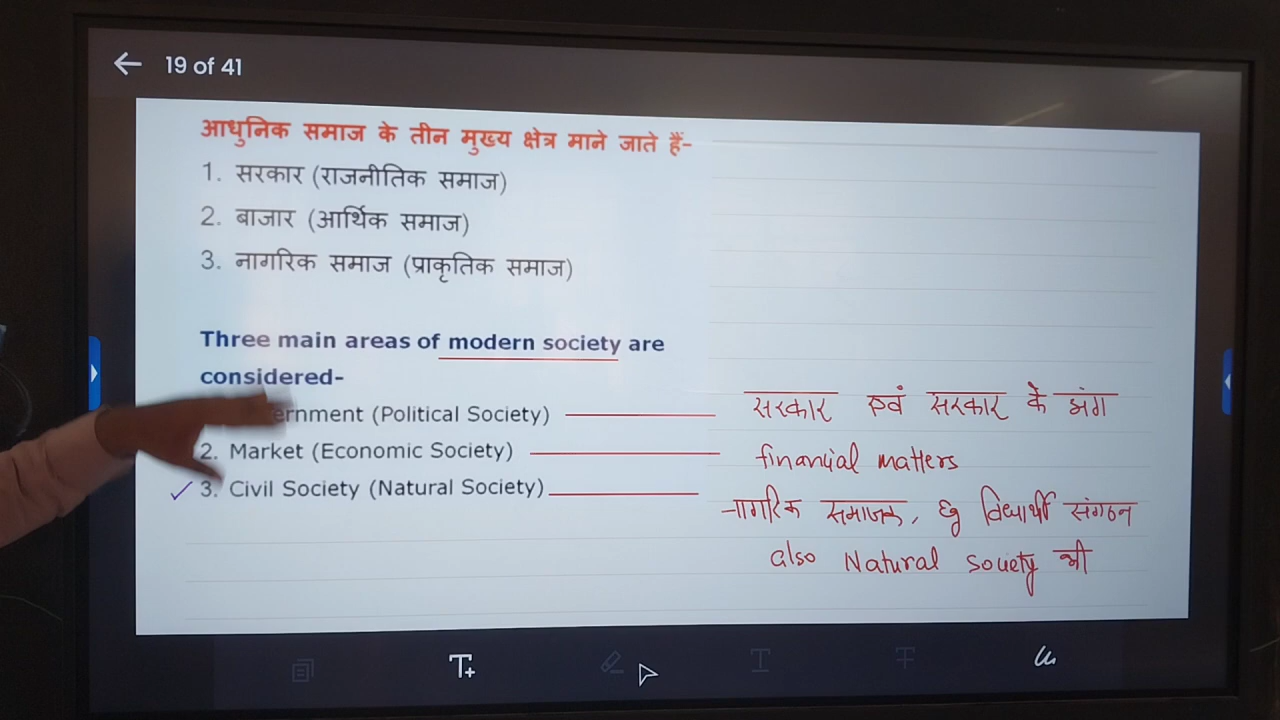 19 of 41
आधुनिक समाज के तीन मुख्य क्षेत्र माने जाते हैं-
1. सरकार (राजनीतिक समाज)
2. बाजार (आर्थिक समाज)
3. नागरिक समाज (प्राकृतिक समाज)
Three main areas of modern society are
considered-
ernment (Political Society) सरकार एवं सरकार के अंग
2. Market (Economic Society) financial matters
3. Civil Society (Natural Society) नागरिक समाजक, विद्यार्थी संगठन
also Natural society भी